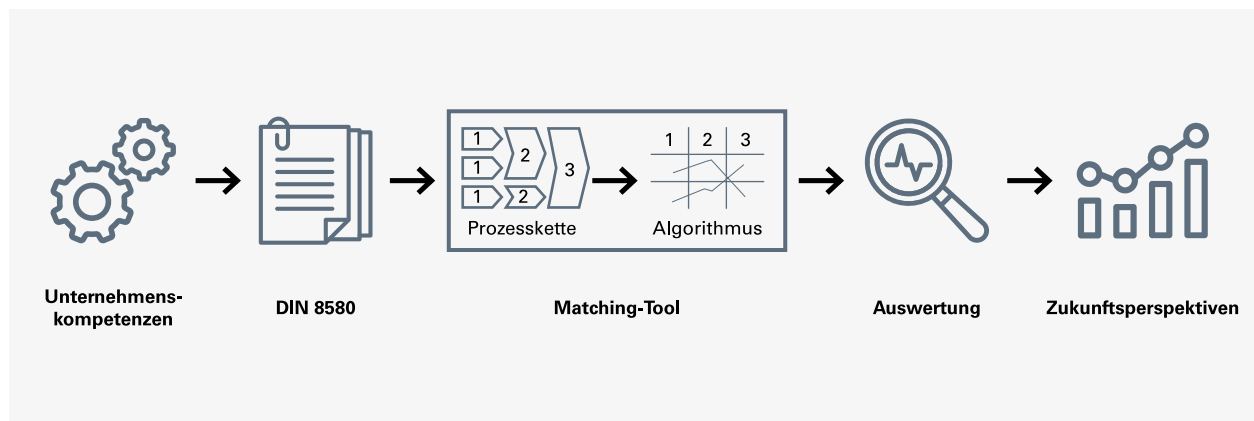 1
2
3
1
1
2
1 2 3
Prozesskette
Algorithmus
Unternehmens-
kompetenzen
DIN 8580
Matching-Tool
Auswertung
Zukunftsperspektiven